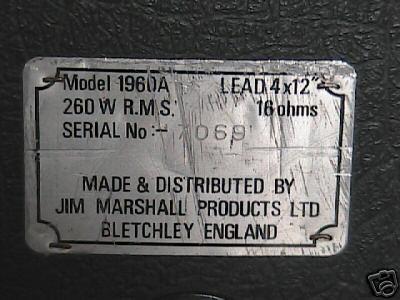 Model 1960A LEAD 4x12"
260 W R.M.S. 16 ohms
SERIAL No:- 7069
MADE & DISTRIBUTED BY
JIM MARSHALL PRODUCTS LTD
BLETCHLEY ENGLAND